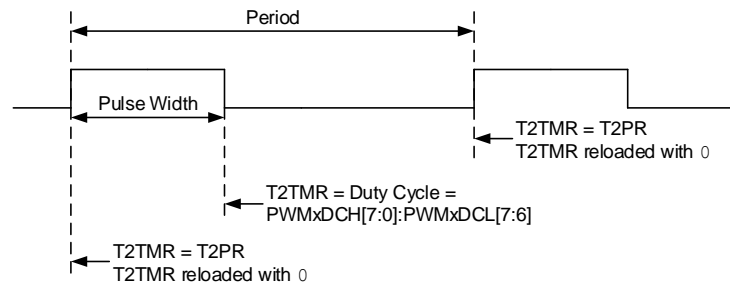 Period
Pulse Width
T2TMR = T2PR
T2TMR reloaded with 0
T2TMR = Duty Cycle =
PWMxDCH[7:0]:PWMxDCL[7:6]
T2TMR = T2PR
T2TMR reloaded with 0